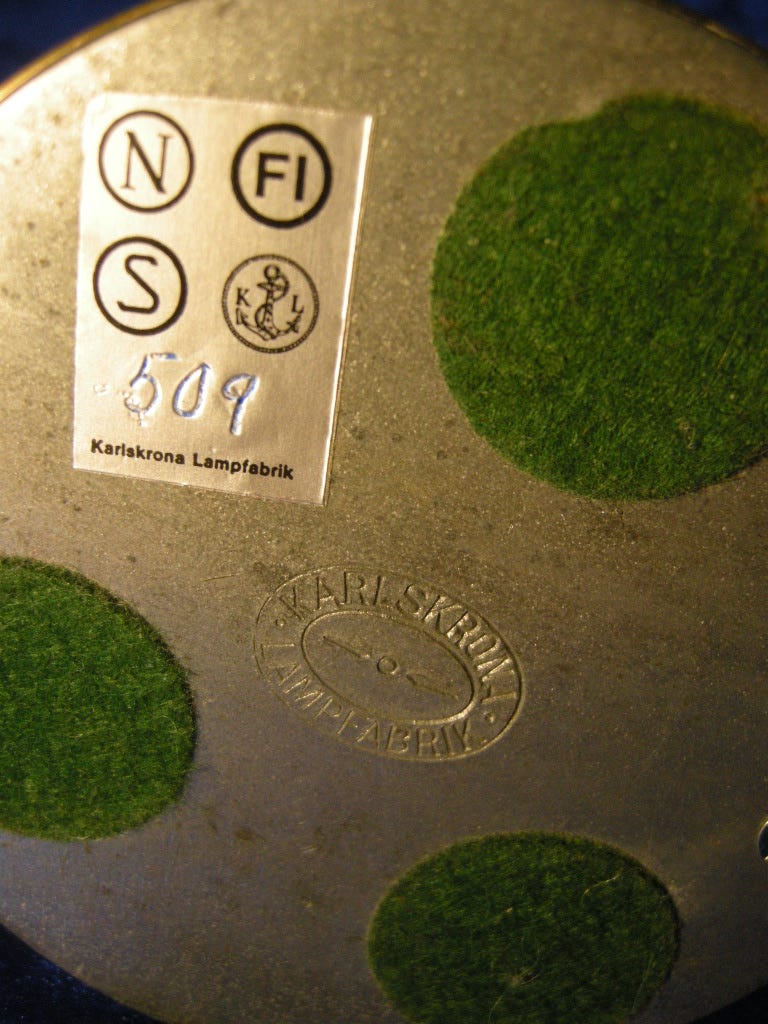 N FI
S K L F A
509
Karlskrona Lampfabrik
KARLSKRONA
LAMPFABRIK